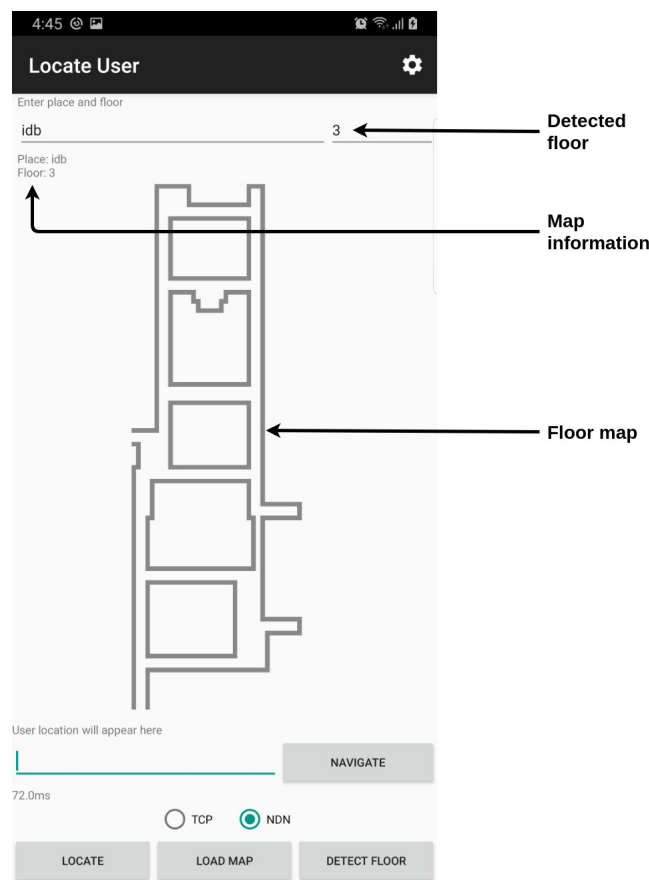 4:45
Locate User
Enter place and floor
idb 3
Detected
floor
Place: idb
Floor: 3
Map
information
Floor map
User location will appear here
NAVIGATE
72.0ms
TCP NDN
LOCATE LOAD MAP DETECT FLOOR